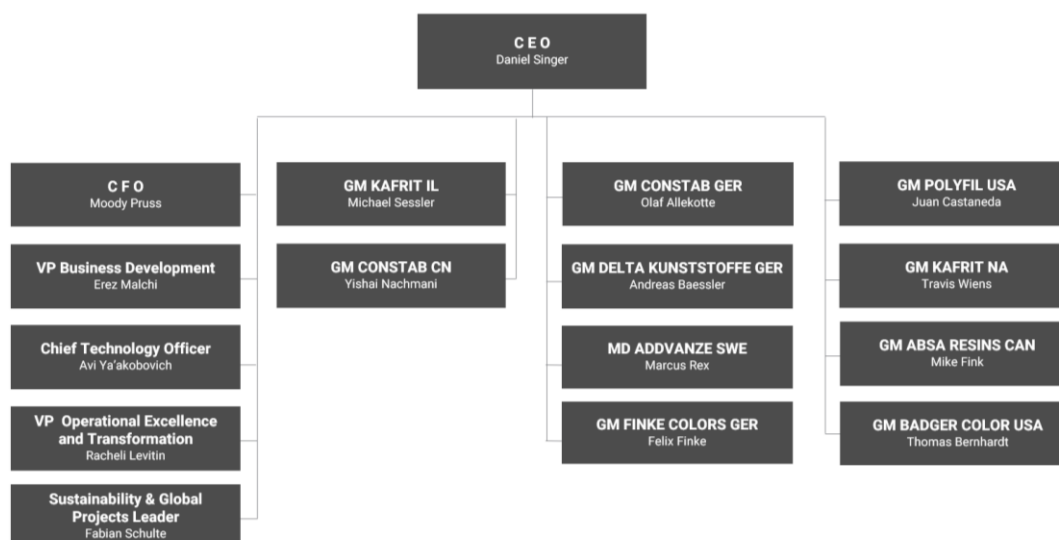 C E O
Daniel Singer
C F O
Moody Pruss
VP Business Development
Erez Malchi
Chief Technology Officer
Avi Ya'akobovich
VP Operational Excellence
and Transformation
Racheli Levitin
Sustainability & Global
Projects Leader
Fabian Schulte
GM KAFRIT IL
Michael Sessler
GM CONSTAB CN
Yishai Nachmani
GM CONSTAB GER
Olaf Allekotte
GM DELTA KUNSTSTOFFE GER
Andreas Baessler
MD ADDVANZE SWE
Marcus Rex
GM FINKE COLORS GER
Felix Finke
GM POLYFIL USA
Juan Castaneda
GM KAFRIT NA
Travis Wiens
GM ABSA RESINS CAN
Mike Fink
GM BADGER COLOR USA
Thomas Bernhardt